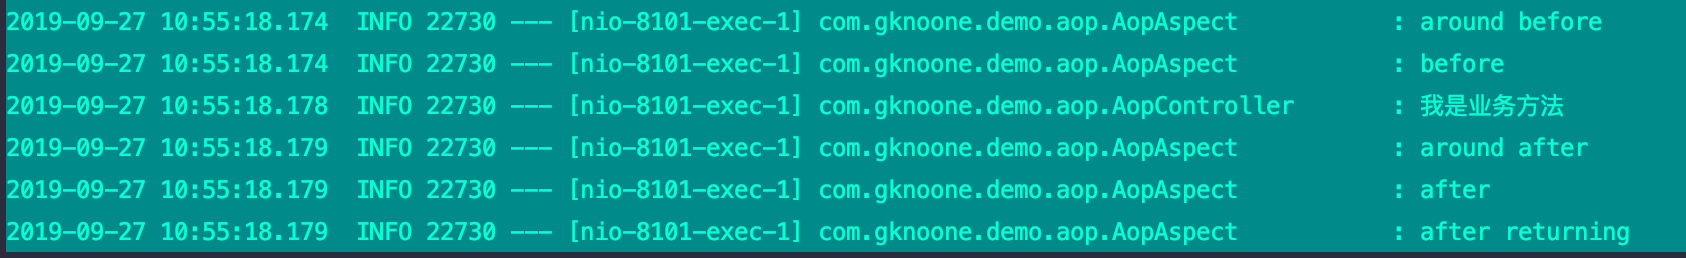 2019-09-27 10:55:18.174  INFO 22730 --- [nio-8101-exec-1] com.gknoone.demo.aop.AopAspect           : around before
2019-09-27 10:55:18.174  INFO 22730 --- [nio-8101-exec-1] com.gknoone.demo.aop.AopAspect           : before
2019-09-27 10:55:18.178  INFO 22730 --- [nio-8101-exec-1] com.gknoone.demo.aop.AopController       : 我是业务方法
2019-09-27 10:55:18.179  INFO 22730 --- [nio-8101-exec-1] com.gknoone.demo.aop.AopAspect           : around after
2019-09-27 10:55:18.179  INFO 22730 --- [nio-8101-exec-1] com.gknoone.demo.aop.AopAspect           : after
2019-09-27 10:55:18.179  INFO 22730 --- [nio-8101-exec-1] com.gknoone.demo.aop.AopAspect           : after returning